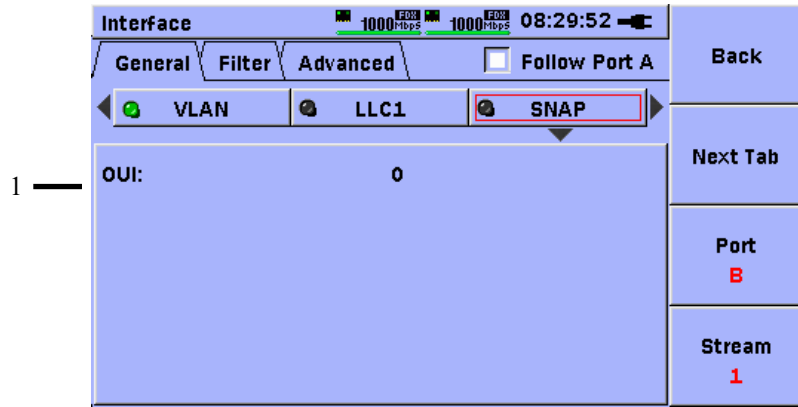 Interface 1000 FDX Mbps 1000 FDX Mbps 08:29:52
General Filter Advanced Follow Port A
VLAN LLC1 SNAP
OUI: 0
1
Back
Next Tab
Port
B
Stream
1